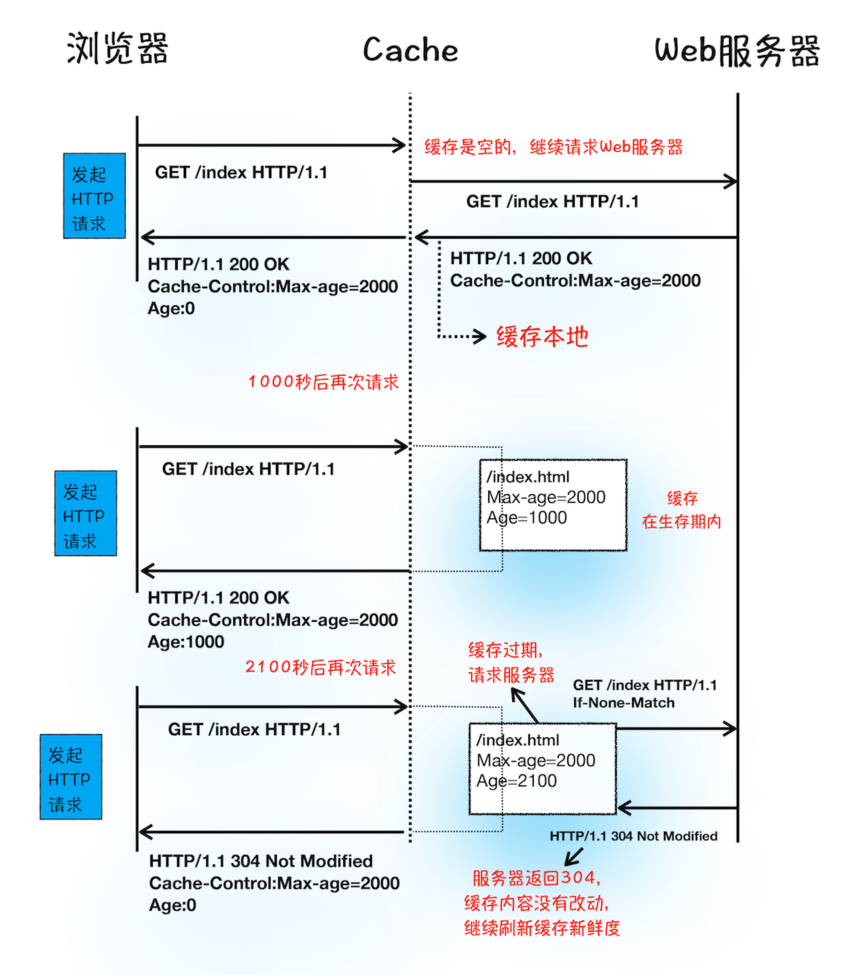 浏览器
Cache
Web服务器
发起
HTTP
请求
GET /index HTTP/1.1
缓存是空的，继续请求Web服务器
GET /index HTTP/1.1
HTTP/1.1 200 OK
Cache-Control:Max-age=2000
HTTP/1.1 200 OK
Cache-Control:Max-age=2000
Age:0
缓存本地
1000秒后再次请求
发起
HTTP
请求
GET /index HTTP/1.1
/index.html
Max-age=2000
Age=1000
缓存
在生存期内
HTTP/1.1 200 OK
Cache-Control:Max-age=2000
Age:1000
2100秒后再次请求
缓存过期，
请求服务器
GET /index HTTP/1.1
If-None-Match
发起
HTTP
请求
GET /index HTTP/1.1
/index.html
Max-age=2000
Age=2100
HTTP/1.1 304 Not Modified
HTTP/1.1 304 Not Modified
Cache-Control:Max-age=2000
Age:0
服务器返回304，
缓存内容没有改动，
继续刷新缓存新鲜度